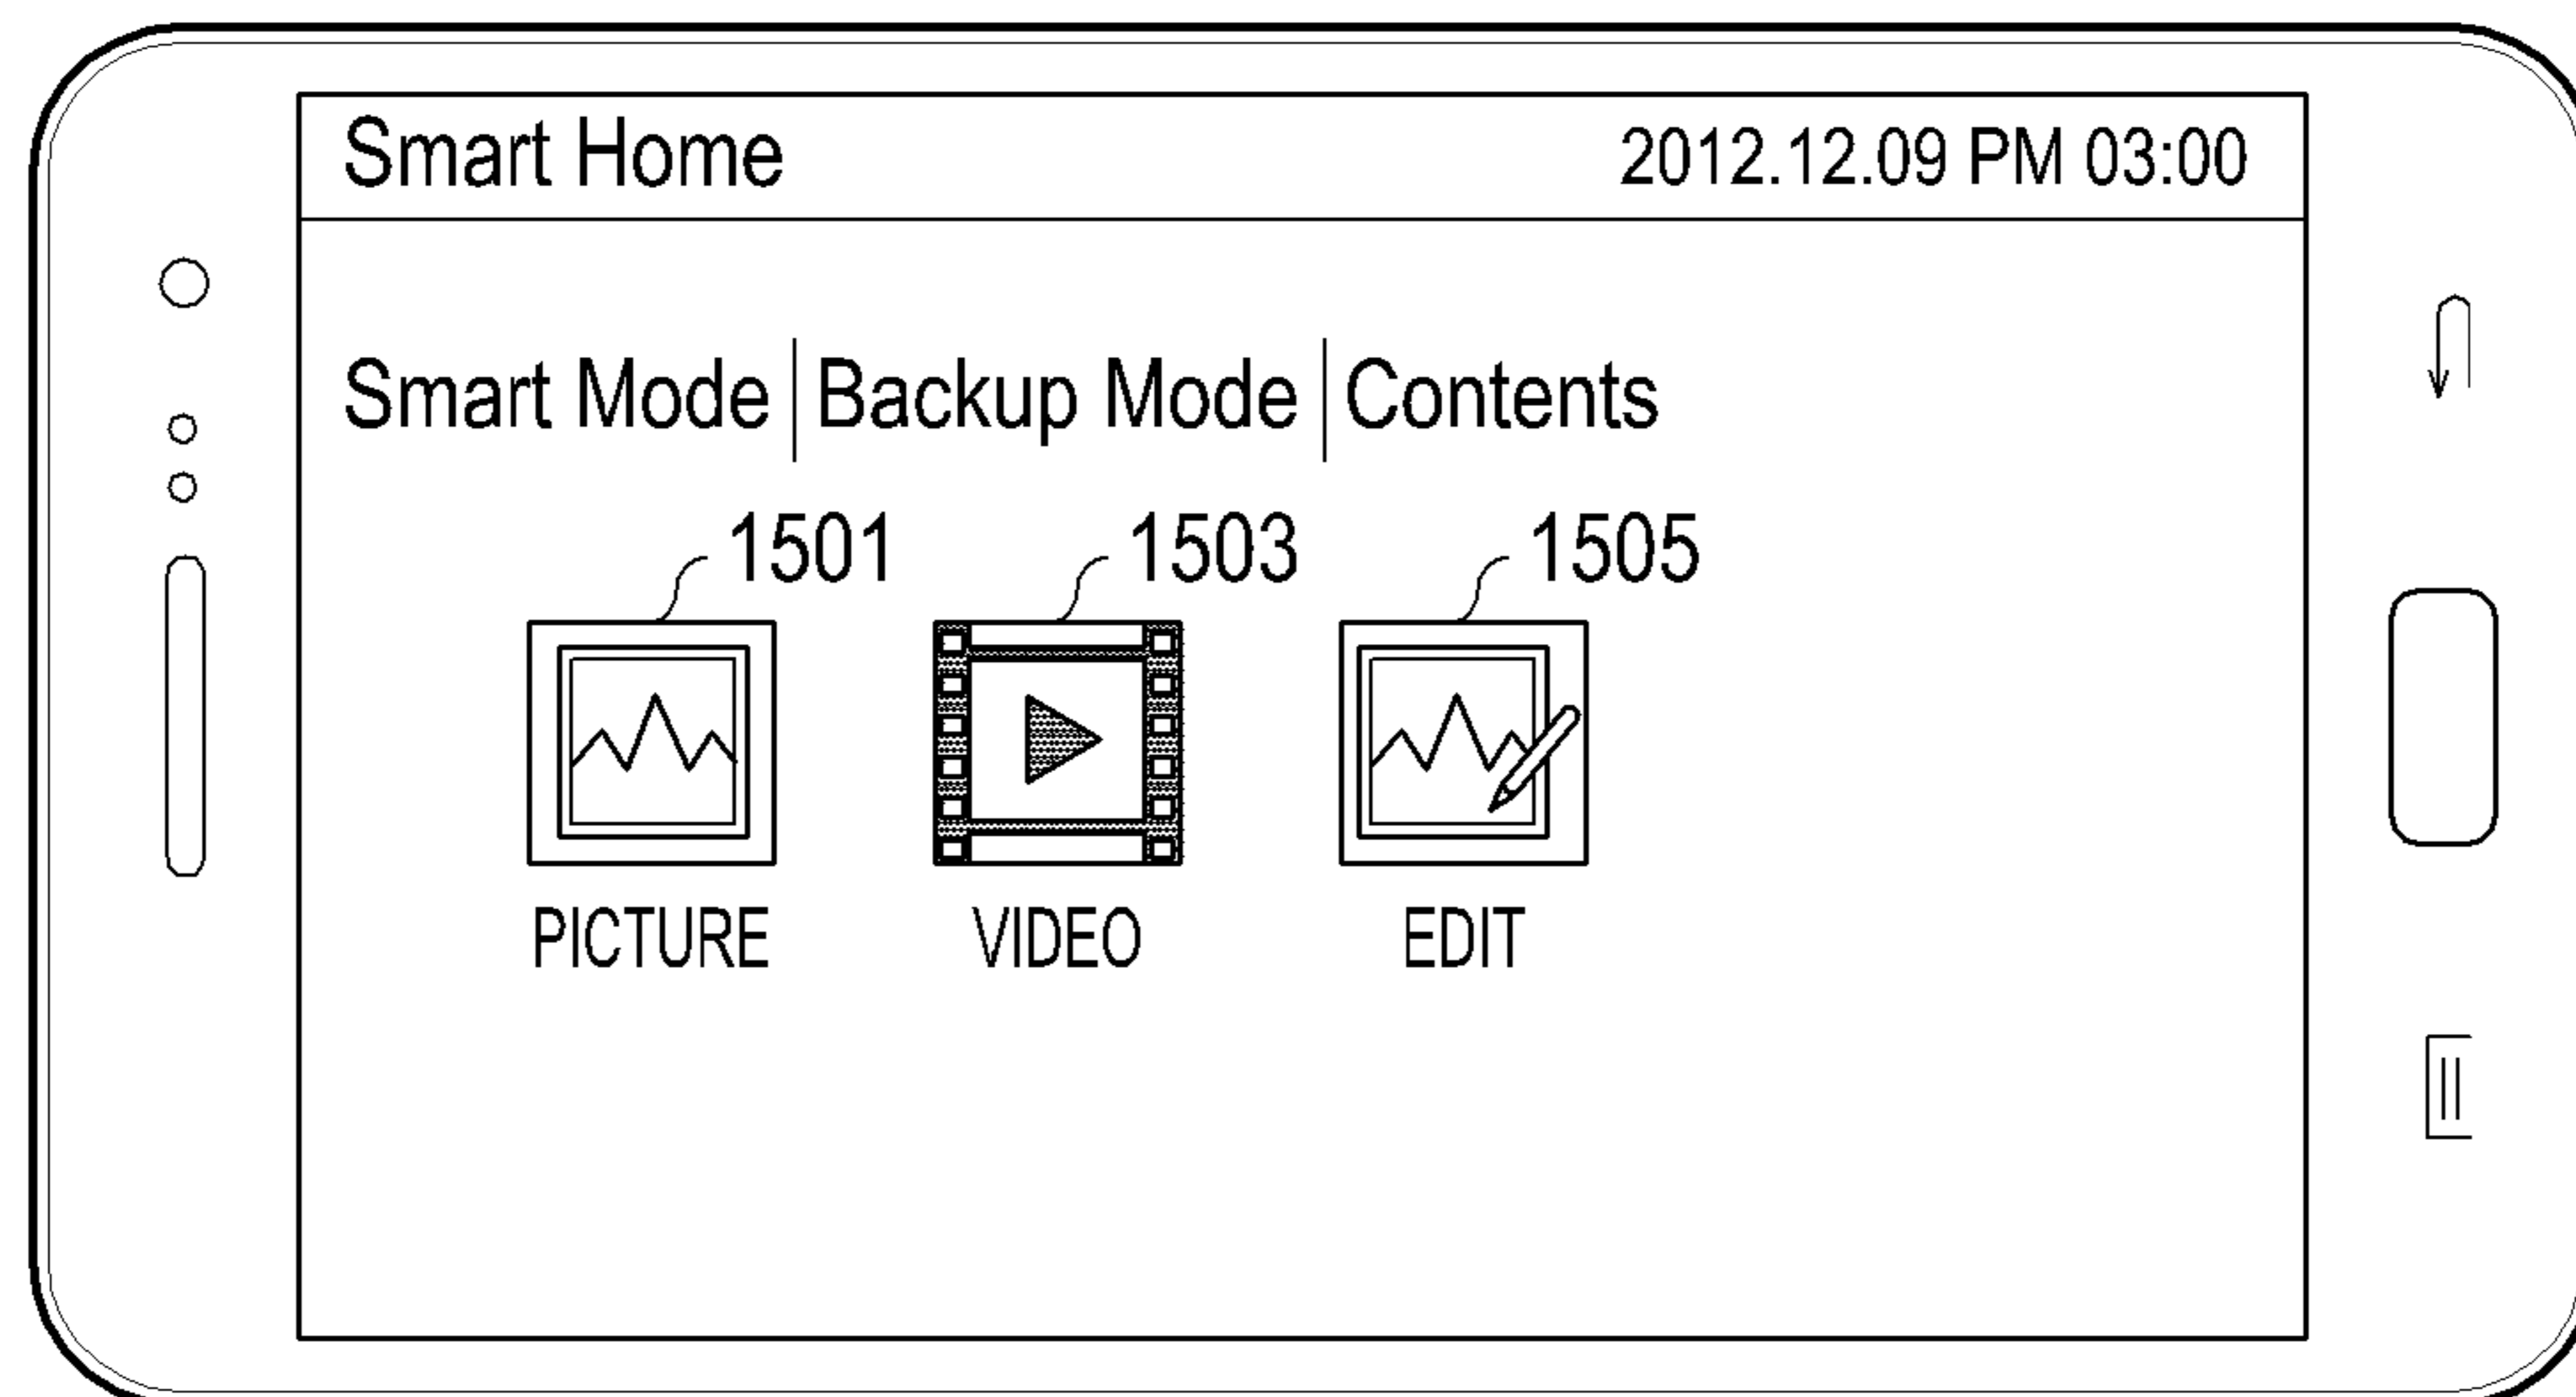 Smart Home 2012.12.09 PM 03:00
Smart Mode Backup Mode Contents
1501 1503 1505
PICTURE VIDEO EDIT